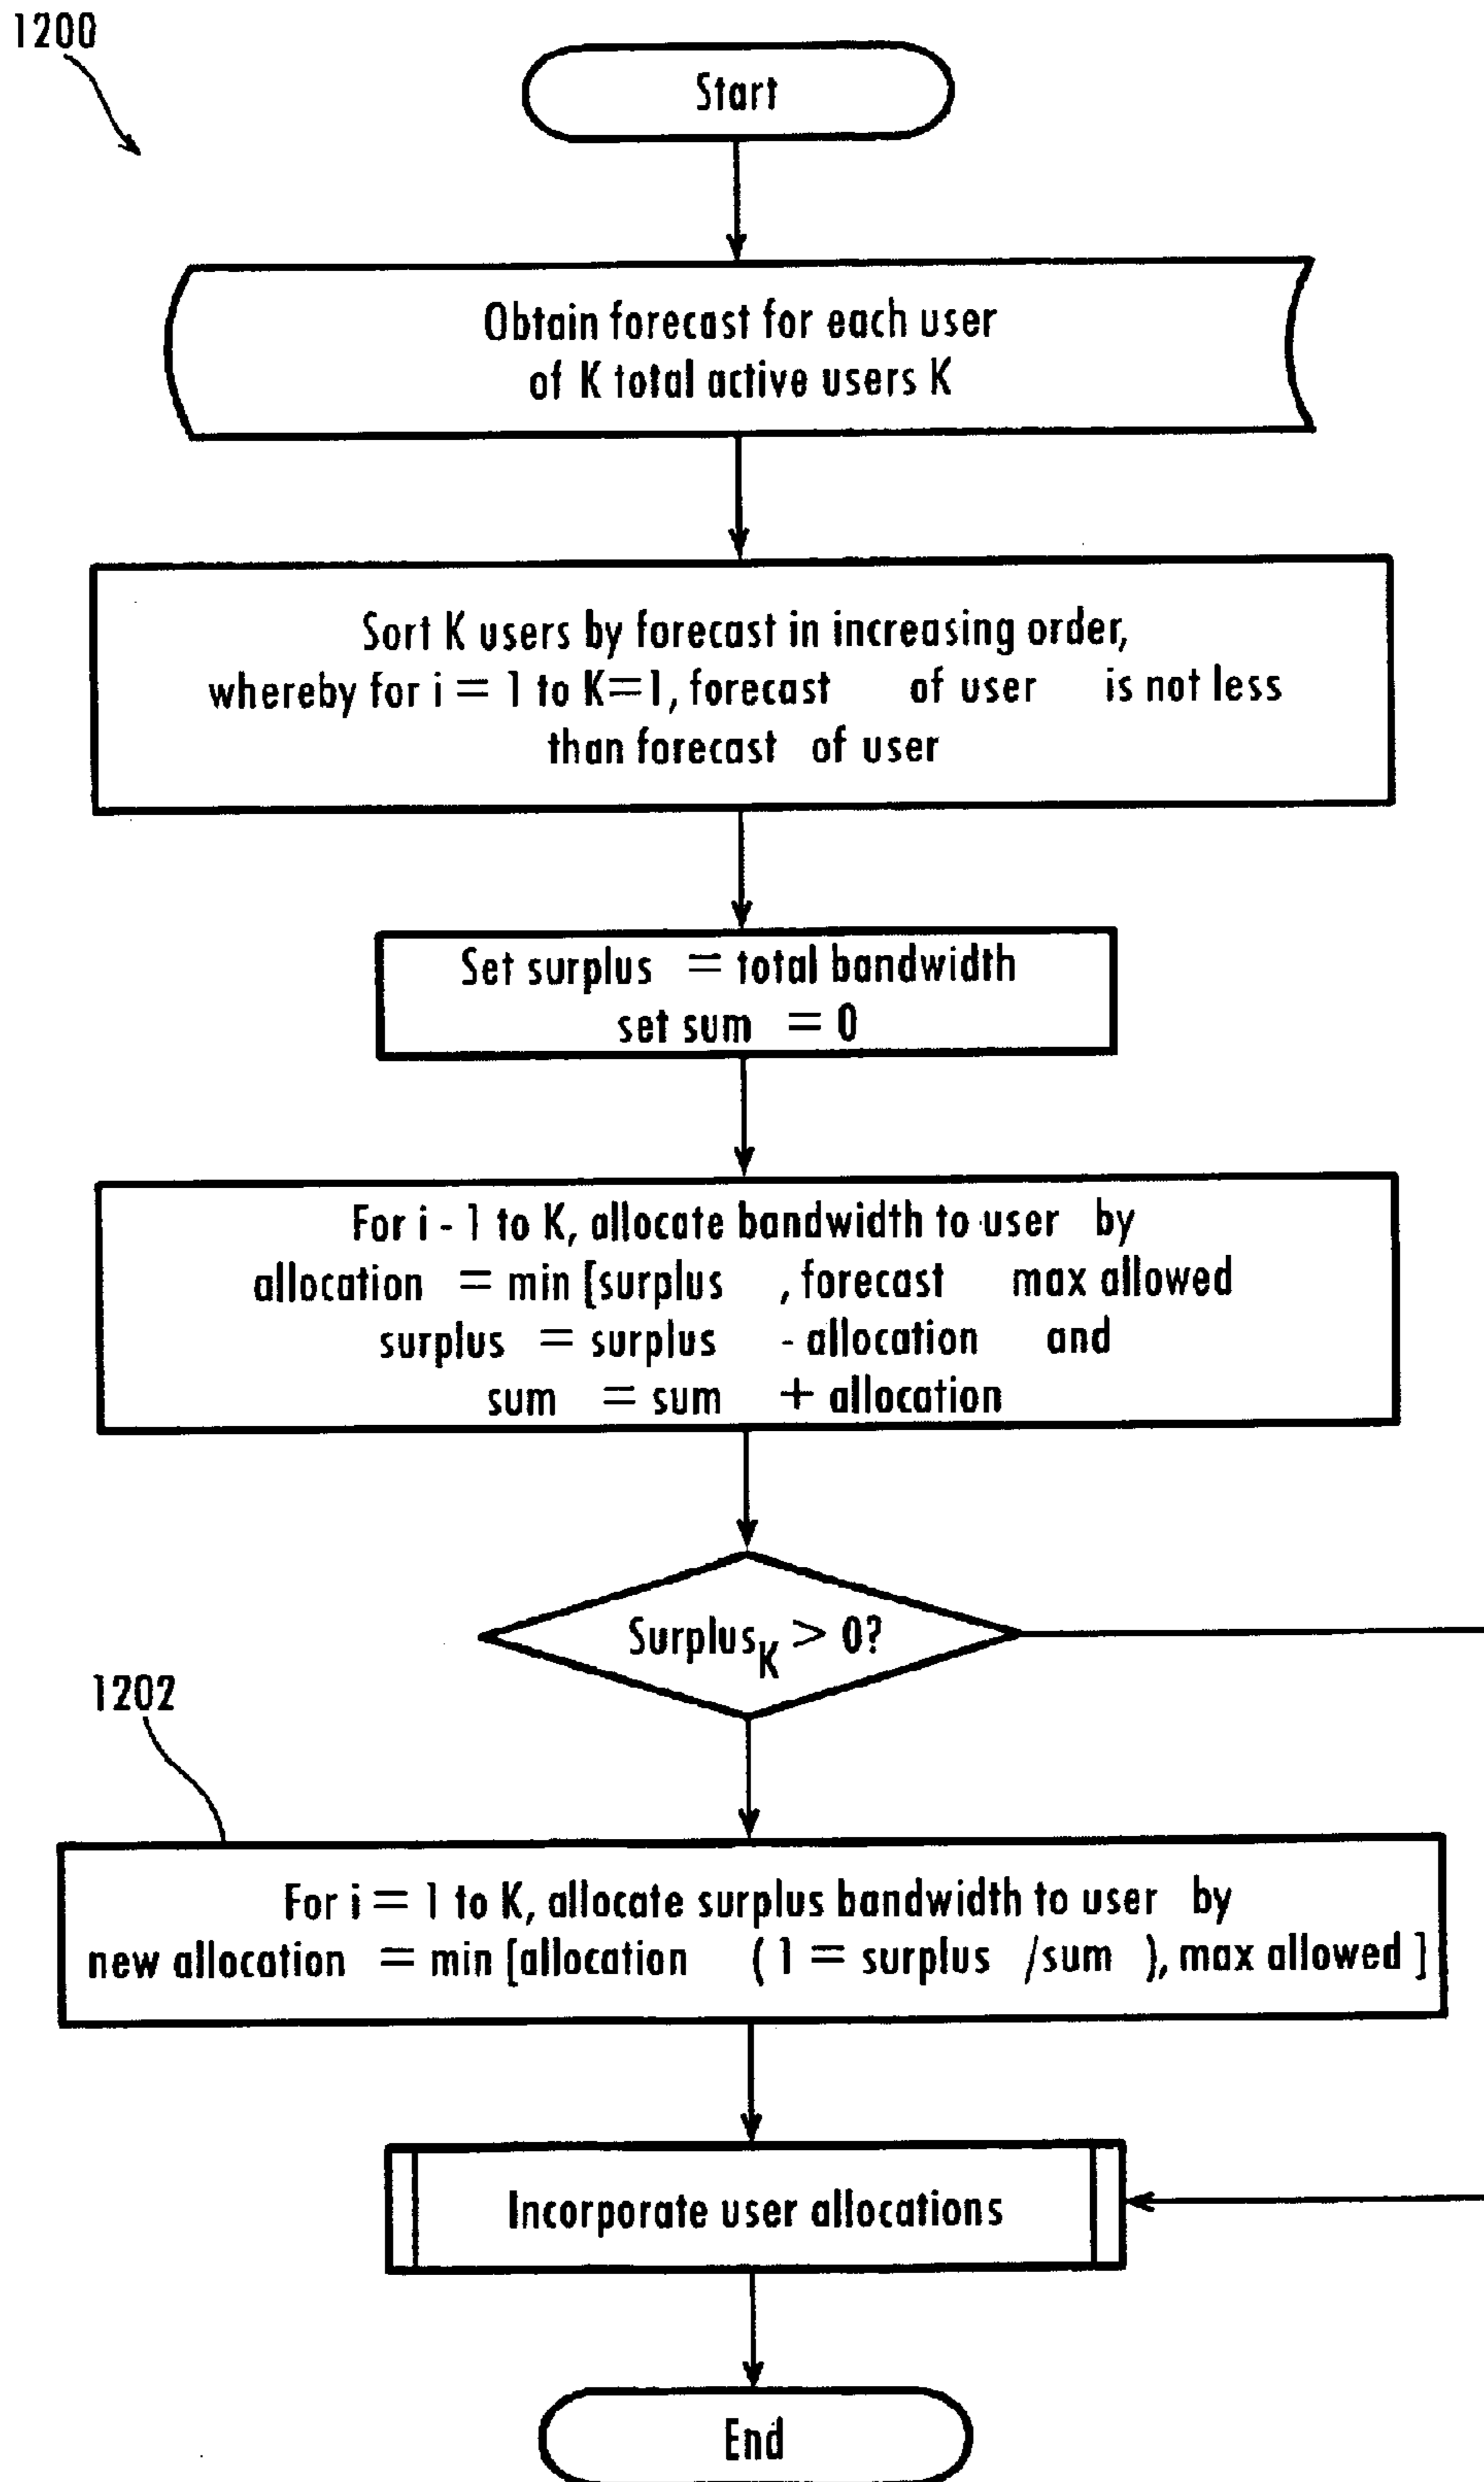 1200
Start
Obtain forecast for each user
of K total active users K
Sort K users by forecast in increasing order,
whereby for i = 1 to K=1, forecast of user is not less
than forecast of user
Set surplus = total bandwidth
set sum = 0
For i - 1 to K, allocate bandwidth to user by
allocation = min [surplus , forecast max allowed
surplus = surplus - allocation and
sum = sum + allocation
Surplus_K > 0?
1202
For i = 1 to K, allocate surplus bandwidth to user by
new allocation = min [allocation ( 1 = surplus /sum ), max allowed ]
Incorporate user allocations
End